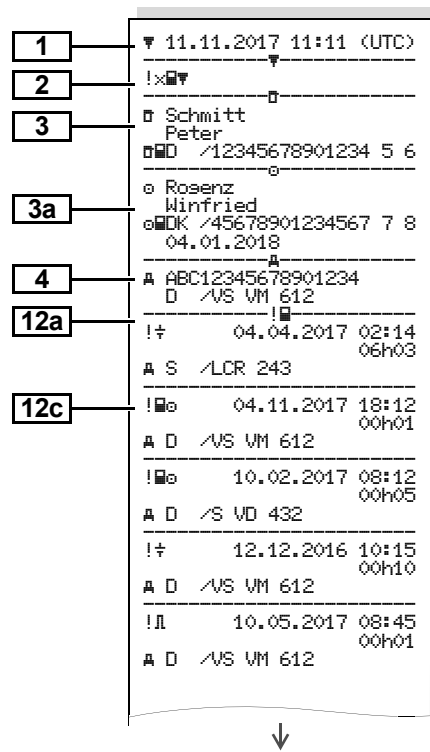 1 ▼ 11.11.2017 11:11 (UTC)
2 !×▼
3 Schmitt
Peter
D /12345678901234 5 6
3a Rogenz
Winfried
DK /45678901234567 7 8
04.01.2018
4 A ABC12345678901234
D /VS VM 612
12a !
!÷ 04.04.2017 02:14
06h03
A S /LCR 243
12c ! 04.11.2017 18:12
00h01
A D /VS VM 612
! 10.02.2017 08:12
00h05
A D /S VD 432
!÷ 12.12.2016 10:15
00h10
A D /VS VM 612
!Л 10.05.2017 08:45
00h01
A D /VS VM 612